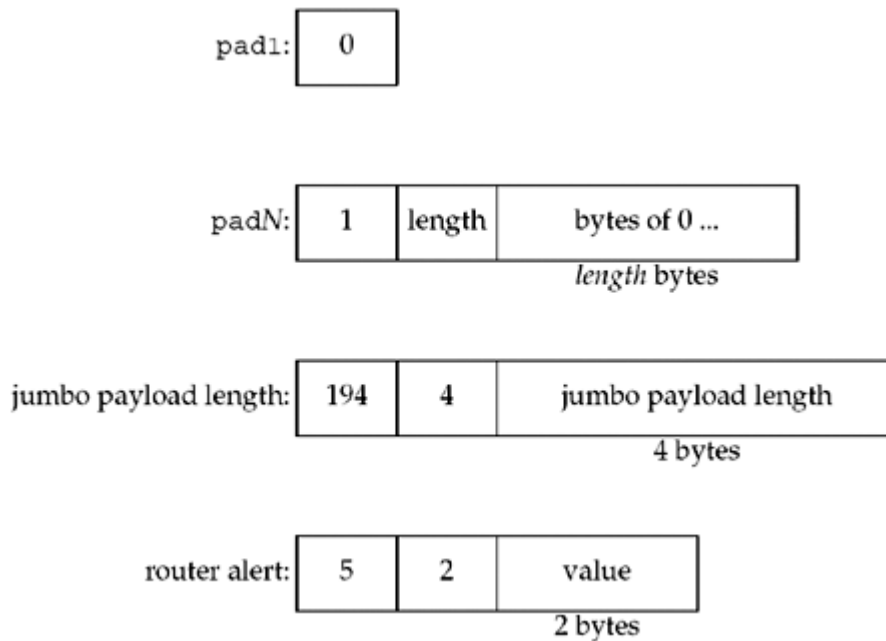 pad1: 0
padN: 1 length bytes of 0 ...
length bytes
jumbo payload length: 194 4 jumbo payload length
4 bytes
router alert: 5 2 value
2 bytes